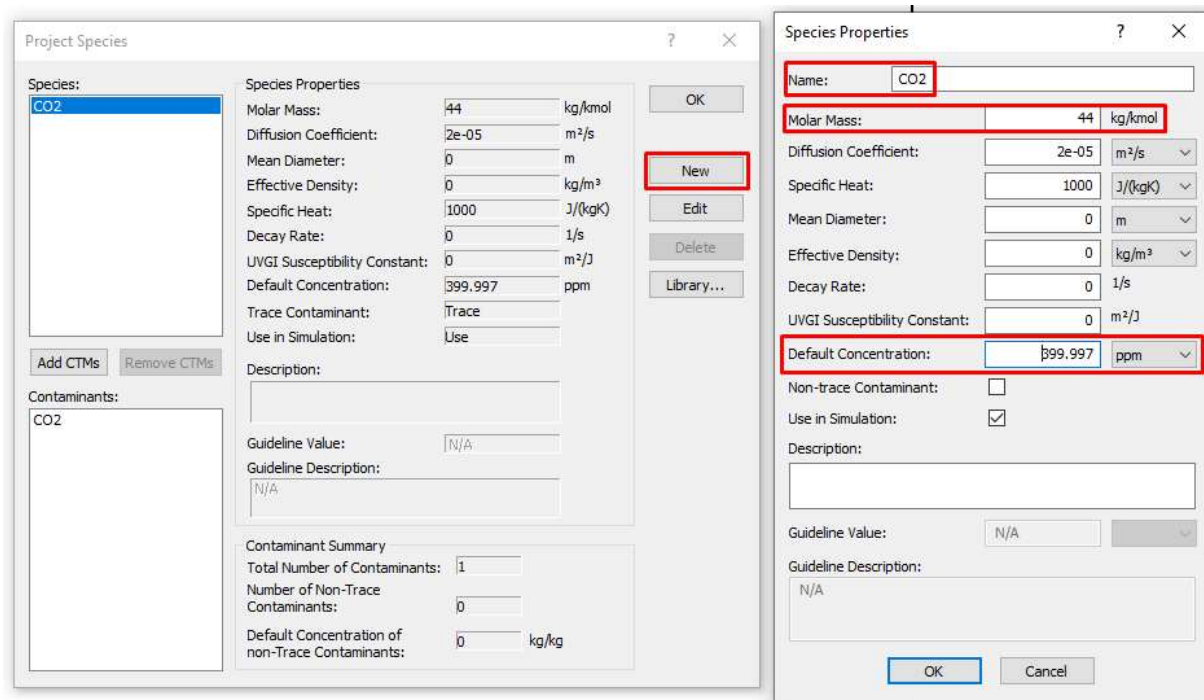 Project Species ? ×
Species:
CO2
Add CTMs Remove CTMs
Contaminants:
CO2
Species Properties
Molar Mass: 44 kg/kmol
Diffusion Coefficient: 2e-05 m²/s
Mean Diameter: 0 m
Effective Density: 0 kg/m³
Specific Heat: 1000 J/(kgK)
Decay Rate: 0 1/s
UVGI Susceptibility Constant: 0 m²/J
Default Concentration: 399.997 ppm
Trace Contaminant: Trace
Use in Simulation: Use
Description:
Guideline Value: N/A
Guideline Description:
N/A
Contaminant Summary
Total Number of Contaminants: 1
Number of Non-Trace
Contaminants: 0
Default Concentration of
non-Trace Contaminants: 0 kg/kg
OK
New
Edit
Delete
Library...
Species Properties ? ×
Name: CO2
Molar Mass: 44 kg/kmol
Diffusion Coefficient: 2e-05 m²/s
Specific Heat: 1000 J/(kgK)
Mean Diameter: 0 m
Effective Density: 0 kg/m³
Decay Rate: 0 1/s
UVGI Susceptibility Constant: 0 m²/J
Default Concentration: 399.997 ppm
Non-trace Contaminant:
Use in Simulation:
Description:
Guideline Value: N/A
Guideline Description:
N/A
OK Cancel